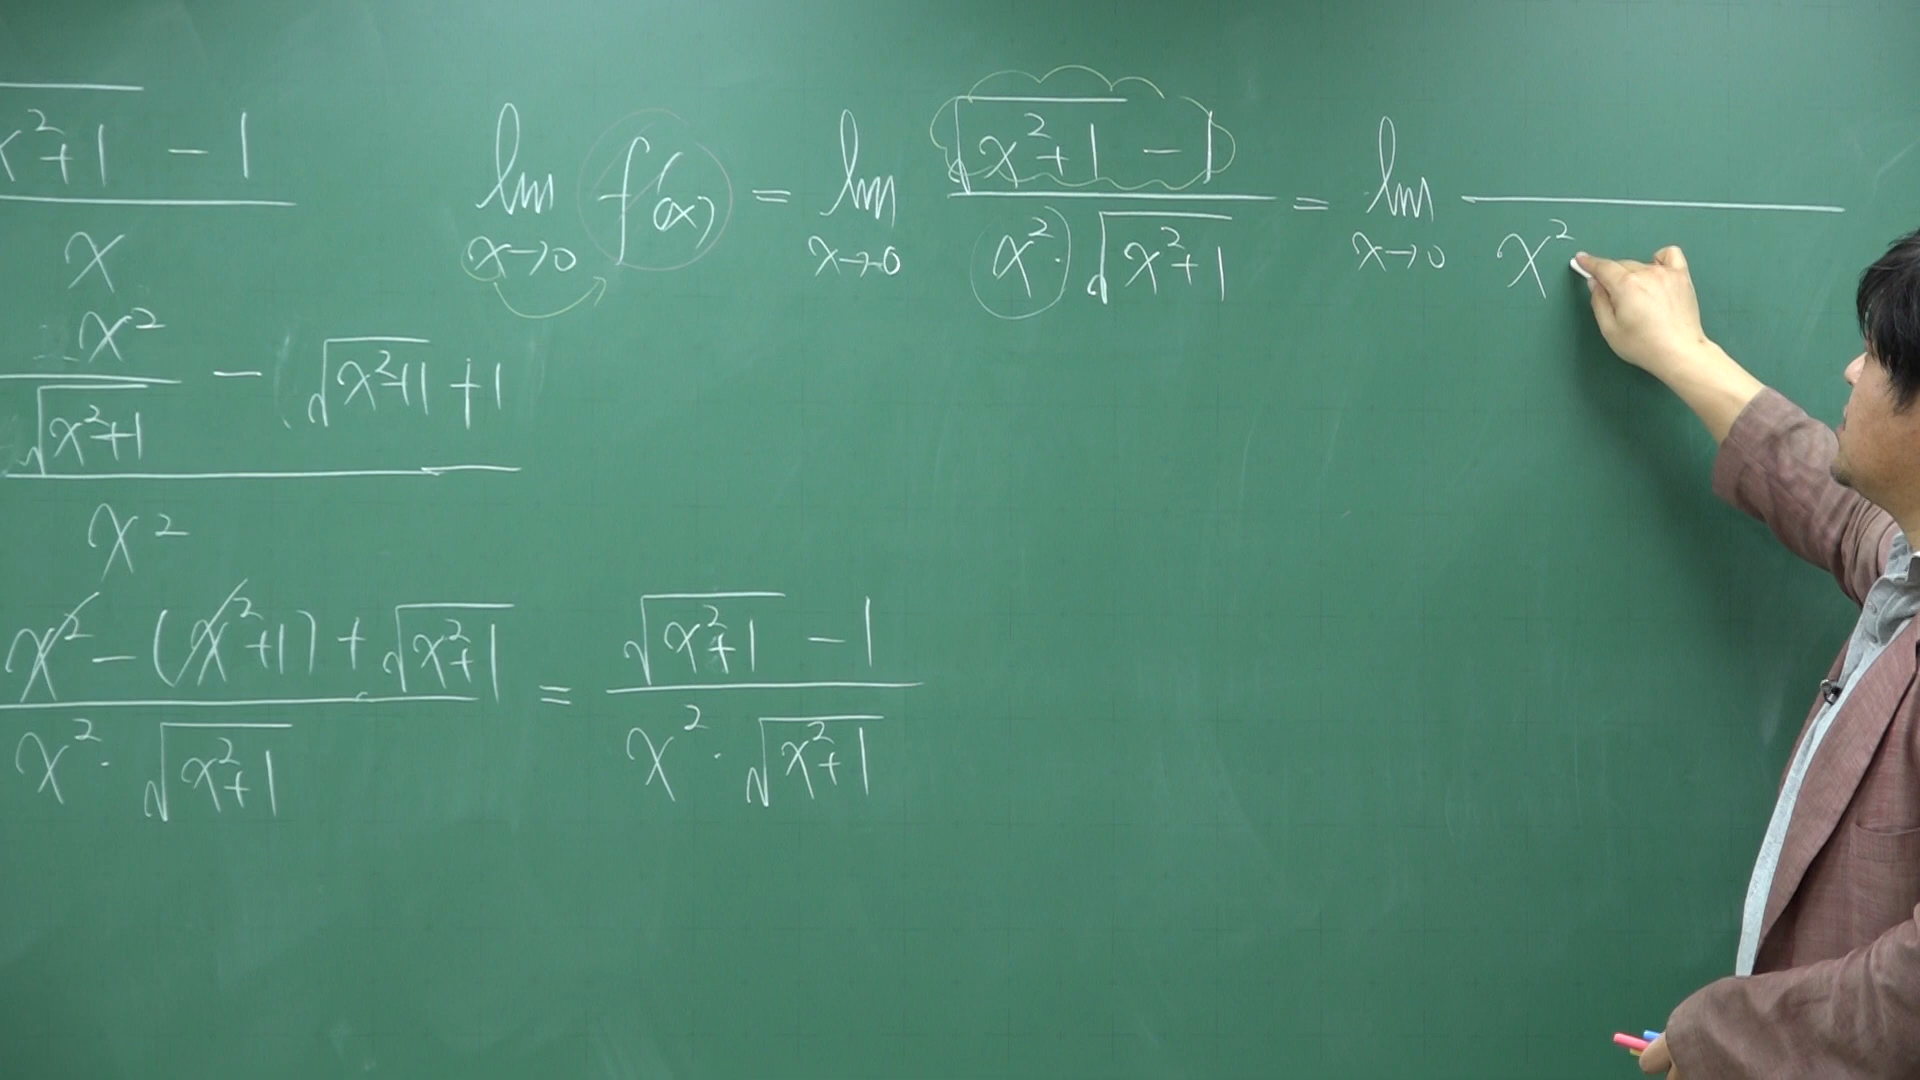 √(x²+1) - 1
x
x²
√(x²+1)
- (√(x²+1) + 1
x²
x² - (x²+1) + √(x²+1)
x² · √(x²+1)
= √(x²+1) - 1
x² · √(x²+1)
lim x→0 f'(x) = lim x→0 √(x²+1) - 1
x² · √(x²+1)
= lim x→0
x²